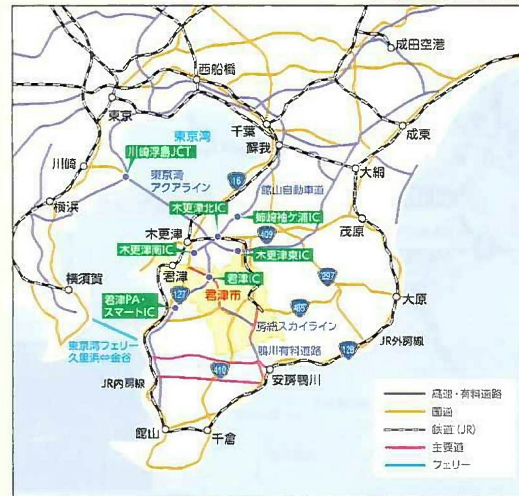 成田空港
西船橋
東京
千葉
成東
蘇我
川崎
東京湾
川崎浮島JCT
大網
東京湾
アクアライン
16
館山自動車道
横浜
木更津北IC
姉崎袖ケ浦IC
茂原
木更津
409
木更津南IC
木更津東IC
君津
君津IC
297
横須賀
君津PA・
スマートIC
127
君津市
465
大原
房総スカイライン
東京湾フェリー
久里浜⇔金谷
鴨川有料道路
JR外房線
128
410
JR内房線
安房鴨川
館山
千倉
高速・有料道路
国道
鉄道(JR)
主要道
フェリー